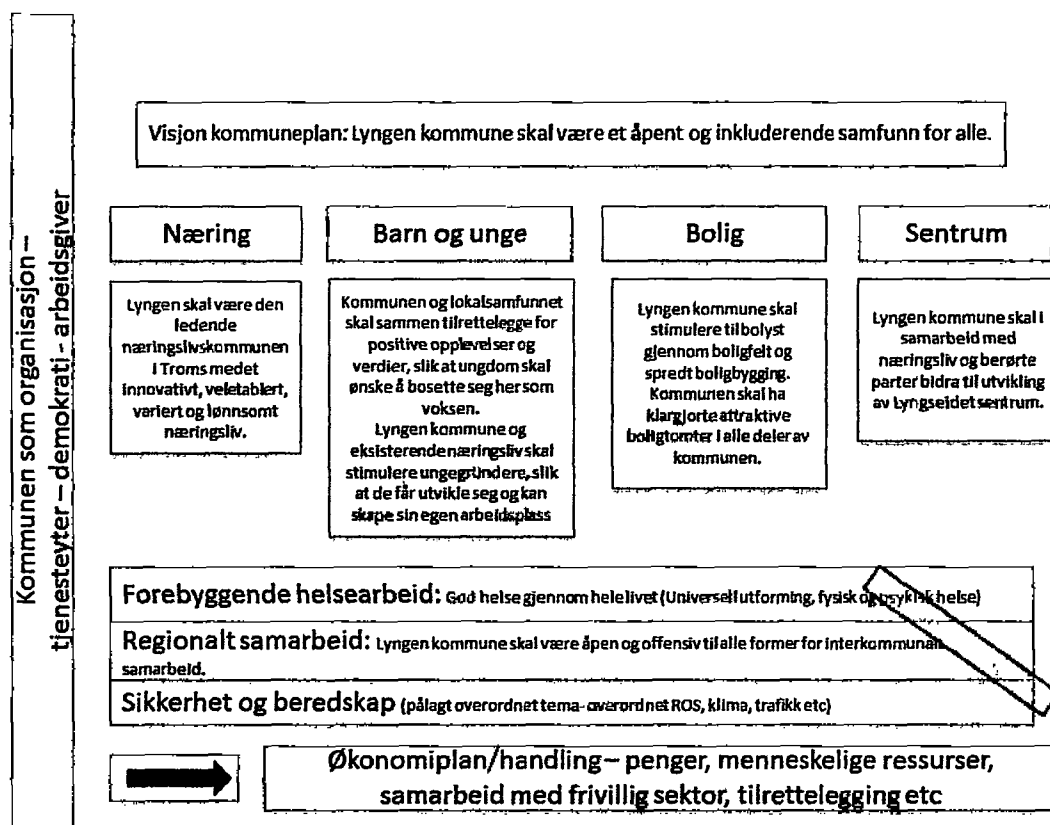 Kommunen som organisasjon –
tjenesteyter – demokrati - arbeidsgiver
Visjon kommuneplan: Lyngen kommune skal være et åpent og inkluderende samfunn for alle.
Næring
Lyngen skal være den
ledende
næringslivskommunen
i Troms med et
innovativt, veletablert,
variert og lønnsomt
næringsliv.
Barn og unge
Kommunen og lokalsamfunnet
skal sammen tilrettelegge for
positive opplevelser og
verdier, slik at ungdom skal
ønske å bosette seg her som
voksen.
Lyngen kommune og
eksisterende næringsliv skal
stimulere unge gründere, slik
at de får utvikle seg og kan
skape sin egen arbeidsplass
Bolig
Lyngen kommune skal
stimulere til bolyst
gjennom boligfelt og
spredt boligbygging.
Kommunen skal ha
klargjorte attraktive
boligtomter i alle deler av
kommunen.
Sentrum
Lyngen kommune skal i
samarbeid med
næringsliv og berørte
parter bidra til utvikling
av Lyngseidet sentrum.
Forebyggende helsearbeid: God helse gjennom hele livet (Universell utforming, fysisk og psykisk helse)
Regionalt samarbeid: Lyngen kommune skal være åpen og offensiv til alle former for interkommunalt
samarbeid.
Sikkerhet og beredskap (pålagt overordnet tema- overordnet ROS, klima, trafikk etc)
Økonomiplan/handling– penger, menneskelige ressurser,
samarbeid med frivillig sektor, tilrettelegging etc